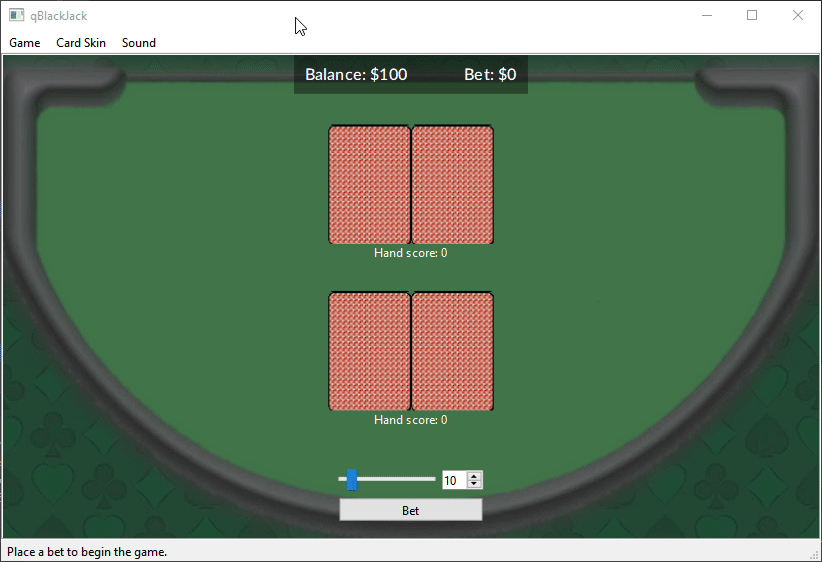 qBlackJack
Game Card Skin Sound
Balance: $100 Bet: $0
Hand score: 0
Hand score: 0
10
Bet
Place a bet to begin the game.